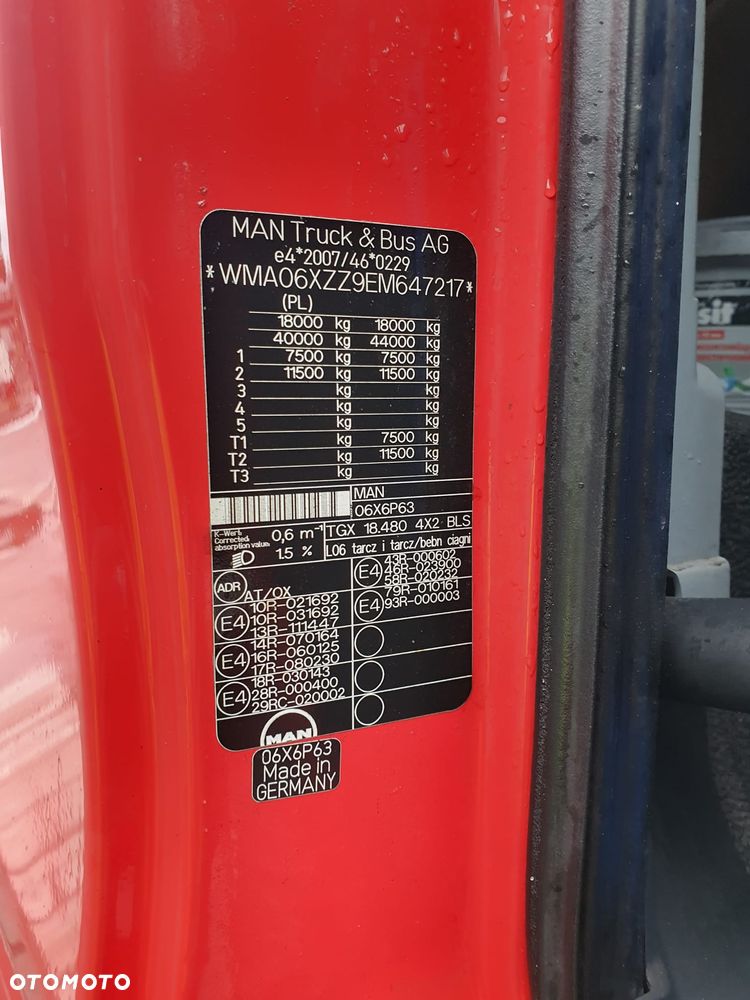 MAN Truck & Bus AG
e4*2007/46*0229
*WMA06XZZ9EM647217*
(PL)
18000 kg 18000 kg
40000 kg 44000 kg
1 7500 kg 7500 kg
2 11500 kg 11500 kg
3 kg kg
4 kg kg
5 kg kg
T1 kg 7500 kg
T2 kg 11500 kg
T3 kg kg
MAN
06X6P63
K-Wert:
Corrected
absorption value:
0,6 m⁻¹
TGX 18.480 4X2 BLS
1.5 %
L06 tarcz i tarcz/bebn ciągni
ADR AT/OX
10R-021692
E4 10R-031692
13R-111447
14R-070164
E4 16R-060125
17R-080230
18R-030143
E4 28R-000400
29RC-020002
43R-000602
E4 46R-023900
58R-020232
79R-010161
E4 93R-000003
MAN
06X6P63
Made in
GERMANY
sit
OTOMOTO